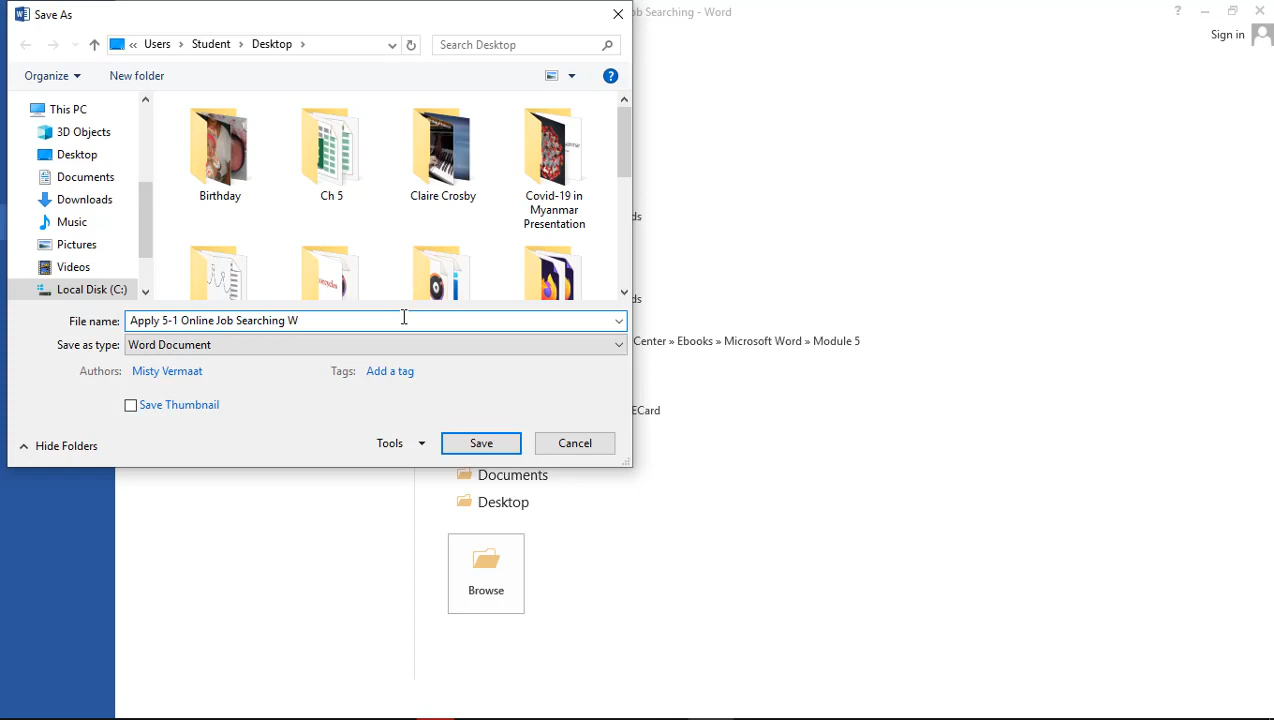 Save As
ob Searching - Word
?
Sign in
Users
Student
Desktop
Search Desktop
Organize
New folder
?
This PC
3D Objects
Desktop
Documents
Downloads
Music
Pictures
Videos
Local Disk (C:)
Birthday
Ch 5
Claire Crosby
Covid-19 in
Myanmar
Presentation
ds
ds
File name:
Apply 5-1 Online Job Searching W
Save as type:
Word Document
Center » Ebooks » Microsoft Word » Module 5
Authors:
Misty Vermaat
Tags:
Add a tag
Save Thumbnail
ECard
Hide Folders
Tools
Save
Cancel
Documents
Desktop
Browse